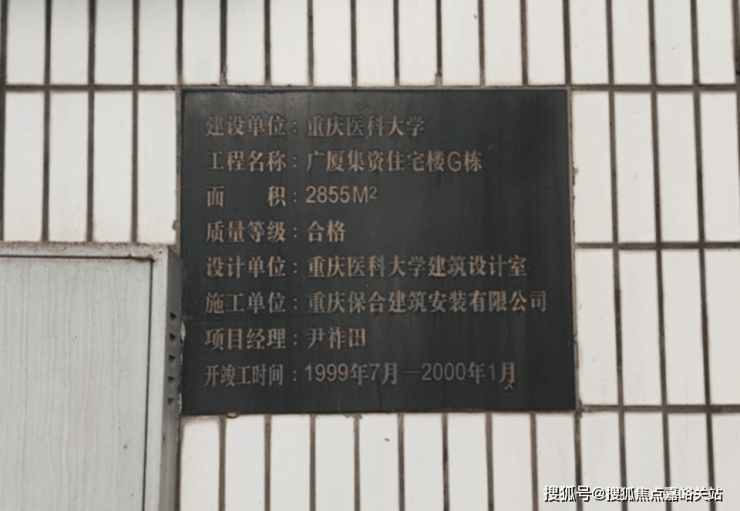 建设单位：重庆医科大学
工程名称：广厦集资住宅楼G栋
面 积：2855M²
质量等级：合格
设计单位：重庆医科大学建筑设计室
施工单位：重庆保合建筑安装有限公司
项目经理：尹祚田
开竣工时间：1999年7月—2000年1月
搜狐号@搜狐焦点嘉峪关站